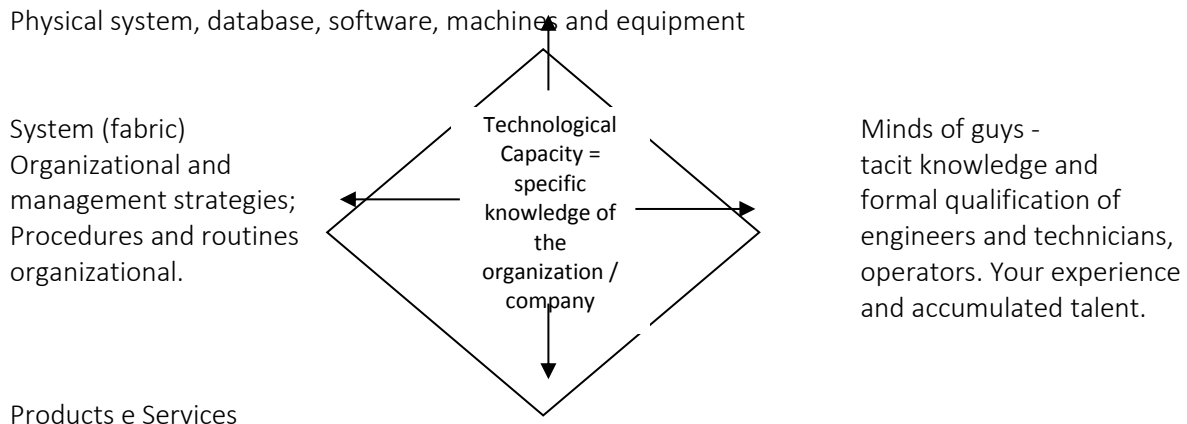 Physical system, database, software, machines and equipment
System (fabric)
Organizational and
management strategies;
Procedures and routines
organizational.
Technological
Capacity =
specific
knowledge of
the
organization /
company
Minds of guys -
tacit knowledge and
formal qualification of
engineers and technicians,
operators. Your experience
and accumulated talent.
Products e Services